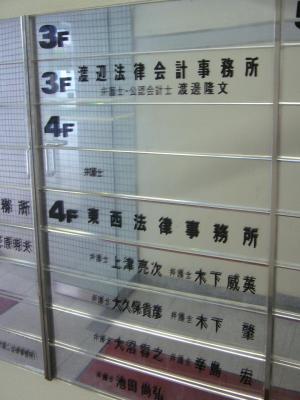 3F
3F 渡辺法律会計事務所
弁護士・公認会計士 渡邊隆文
4F
弁護士
4F 東西法律事務所
弁護士 上津亮次 弁護士 木下威英
弁護士 大久保貴彦 弁護士 木下 肇
弁護士 大沼容之 弁護士 辛島 宏
弁護士 池田尚弘
務所